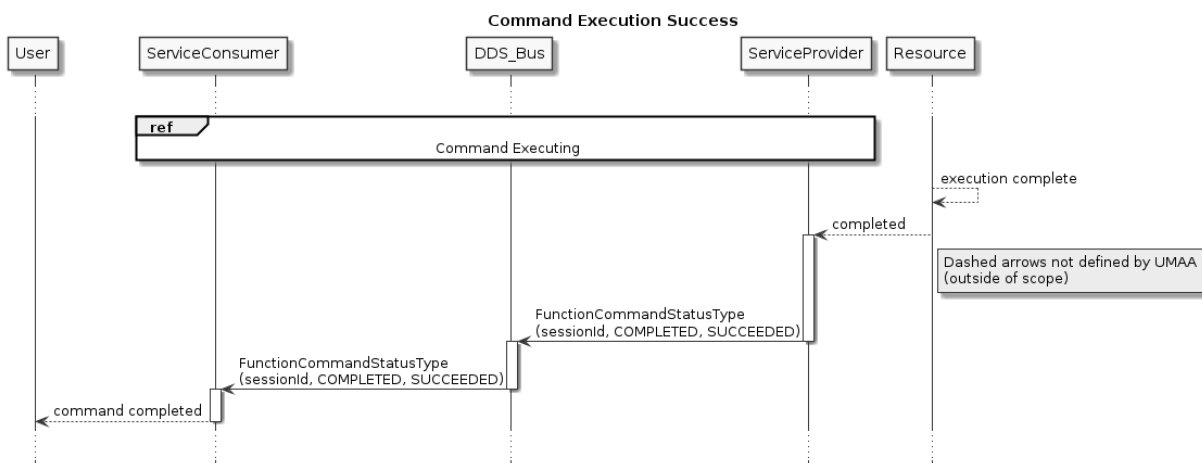 Command Execution Success
User
ServiceConsumer
DDS_Bus
ServiceProvider
Resource
ref
Command Executing
execution complete
completed
Dashed arrows not defined by UMAA
(outside of scope)
FunctionCommandStatusType
(sessionId, COMPLETED, SUCCEEDED)
FunctionCommandStatusType
(sessionId, COMPLETED, SUCCEEDED)
command completed